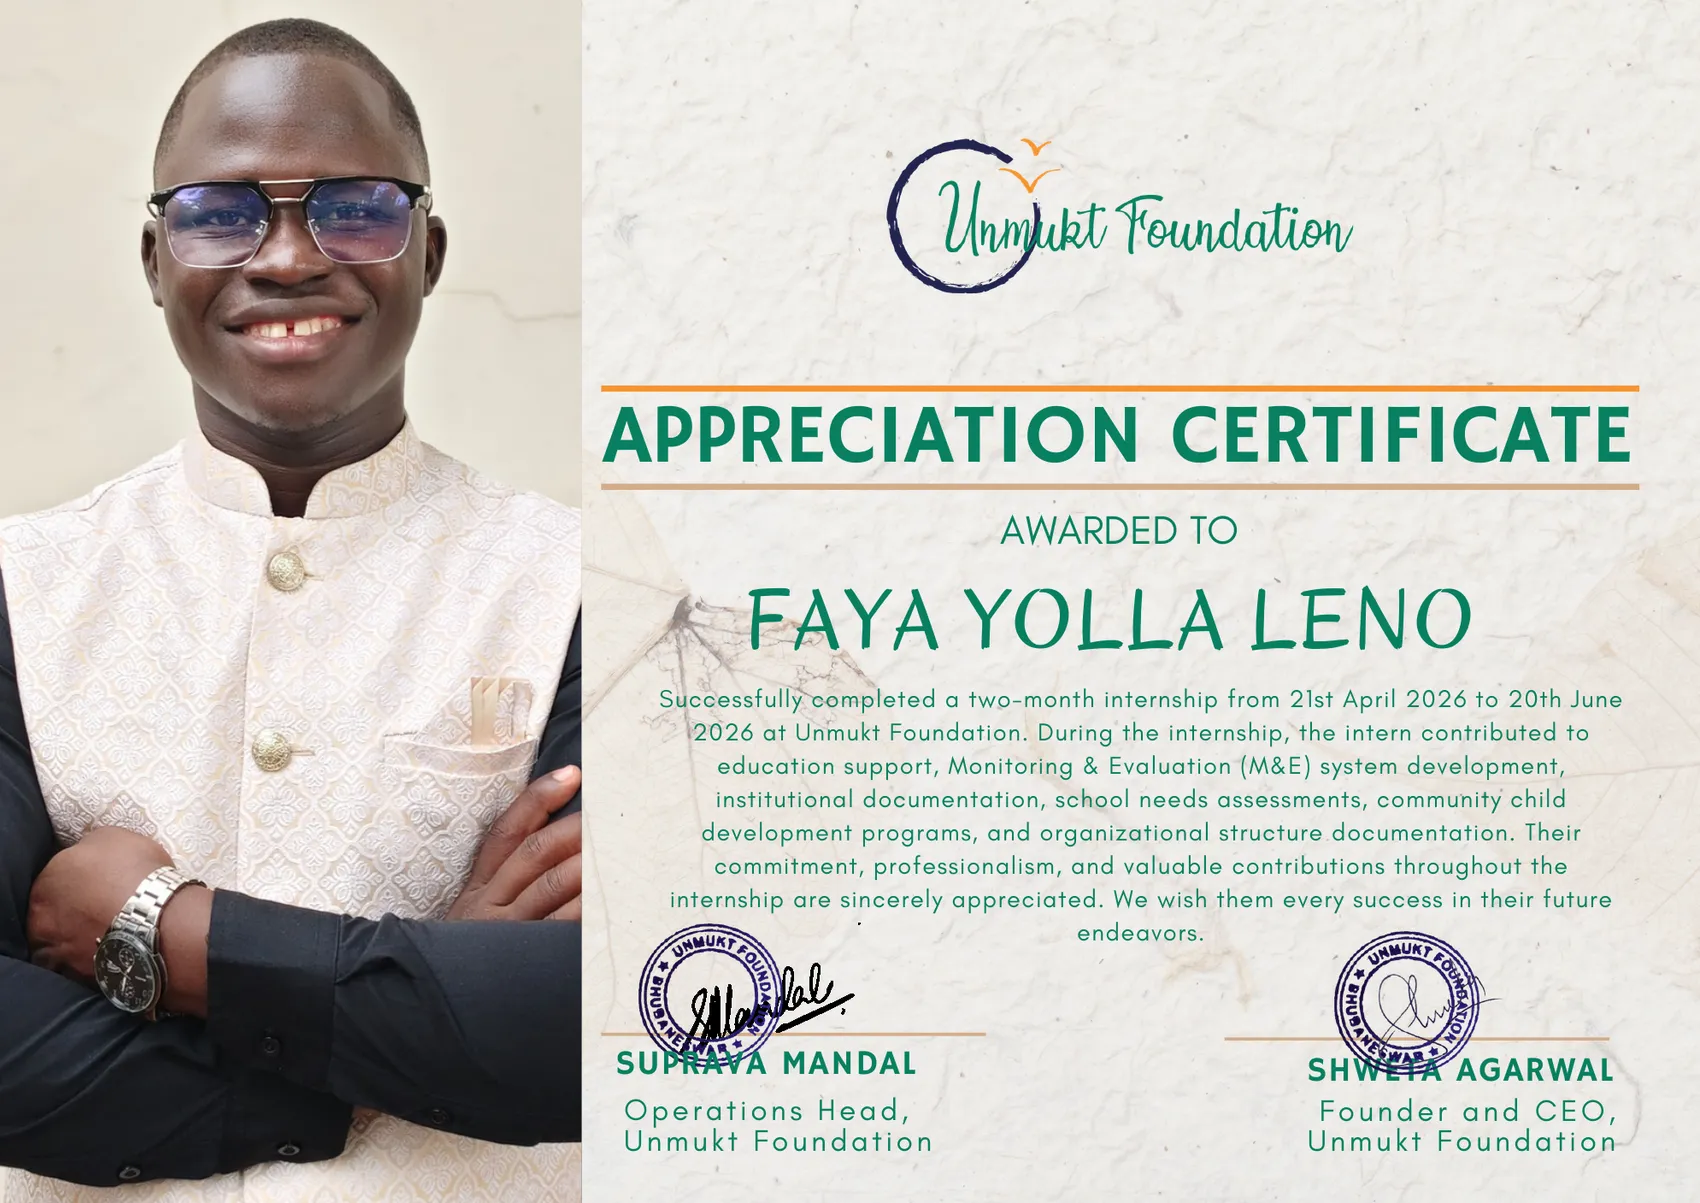 Unmukt Foundation
APPRECIATION CERTIFICATE
AWARDED TO
FAYA YOLLA LENO
Successfully completed a two-month internship from 21st April 2026 to 20th June
2026 at Unmukt Foundation. During the internship, the intern contributed to
education support, Monitoring & Evaluation (M&E) system development,
institutional documentation, school needs assessments, community child
development programs, and organizational structure documentation. Their
commitment, professionalism, and valuable contributions throughout the
internship are sincerely appreciated. We wish them every success in their future
endeavors.
UNMUKT FOUNDATION ★ BHUBANESWAR ★
SMandal
SUPRAVA MANDAL
Operations Head,
Unmukt Foundation
UNMUKT FOUNDATION ★ BHUBANESWAR ★
SHWETA AGARWAL
Founder and CEO,
Unmukt Foundation